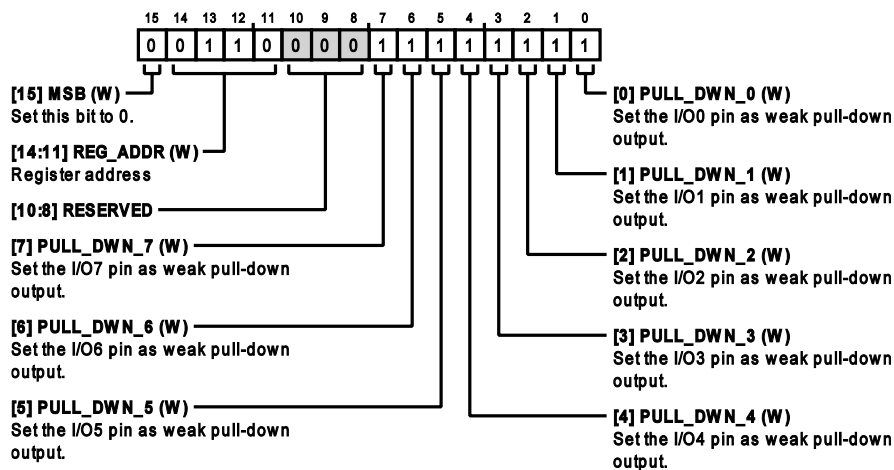 15 14 13 12 11 10 9 8 7 6 5 4 3 2 1 0
0 0 1 1 0 0 0 0 1 1 1 1 1 1 1 1
[15] MSB (W)
Set this bit to 0.
[14:11] REG_ADDR (W)
Register address
[10:8] RESERVED
[7] PULL_DWN_7 (W)
Set the I/O7 pin as weak pull-down
output.
[6] PULL_DWN_6 (W)
Set the I/O6 pin as weak pull-down
output.
[5] PULL_DWN_5 (W)
Set the I/O5 pin as weak pull-down
output.
[0] PULL_DWN_0 (W)
Set the I/O0 pin as weak pull-down
output.
[1] PULL_DWN_1 (W)
Set the I/O1 pin as weak pull-down
output.
[2] PULL_DWN_2 (W)
Set the I/O2 pin as weak pull-down
output.
[3] PULL_DWN_3 (W)
Set the I/O3 pin as weak pull-down
output.
[4] PULL_DWN_4 (W)
Set the I/O4 pin as weak pull-down
output.